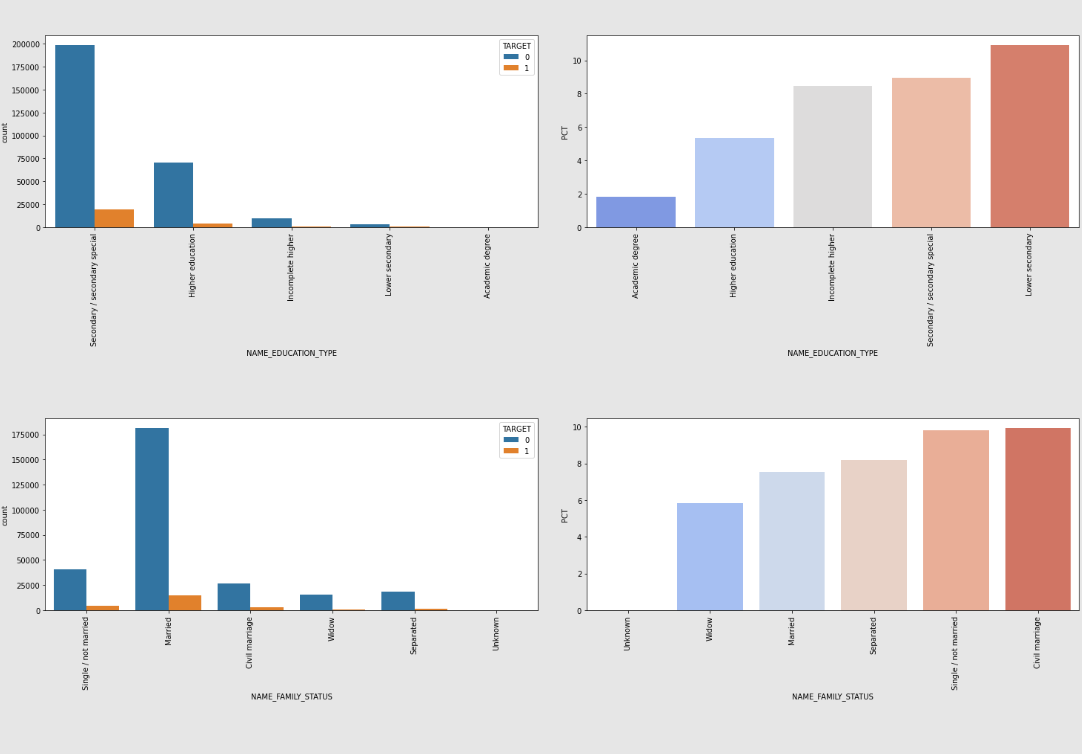 TARGET
0
1
200000
175000
150000
125000
100000
75000
50000
25000
0
count
Secondary / secondary special
Higher education
Incomplete higher
Lower secondary
Academic degree
NAME_EDUCATION_TYPE
10
8
6
4
2
0
PCT
Academic degree
Higher education
Incomplete higher
Secondary / secondary special
Lower secondary
NAME_EDUCATION_TYPE
TARGET
0
1
175000
150000
125000
100000
75000
50000
25000
0
count
Single / not married
Married
Civil marriage
Widow
Separated
Unknown
NAME_FAMILY_STATUS
10
8
6
4
2
0
PCT
Unknown
Widow
Married
Separated
Single / not married
Civil marriage
NAME_FAMILY_STATUS